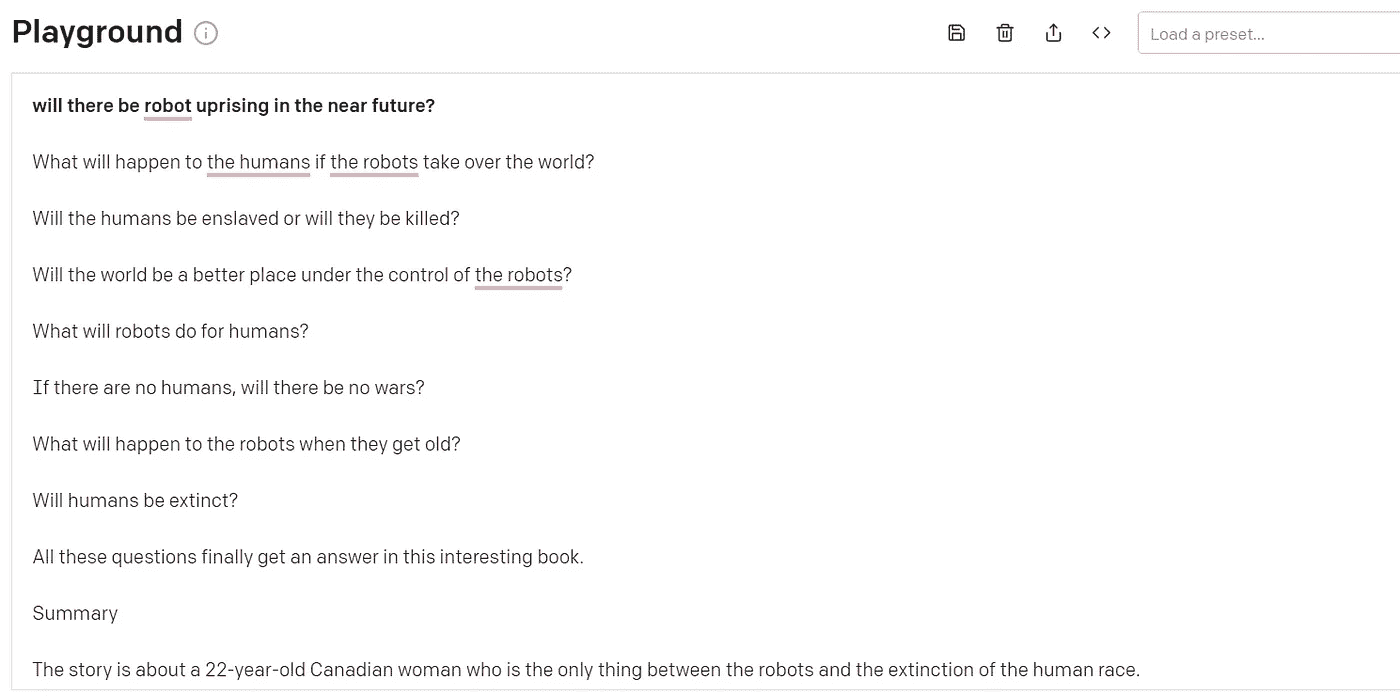 Playground
Load a preset...
will there be robot uprising in the near future?
What will happen to the humans if the robots take over the world?
Will the humans be enslaved or will they be killed?
Will the world be a better place under the control of the robots?
What will robots do for humans?
If there are no humans, will there be no wars?
What will happen to the robots when they get old?
Will humans be extinct?
All these questions finally get an answer in this interesting book.
Summary
The story is about a 22-year-old Canadian woman who is the only thing between the robots and the extinction of the human race.